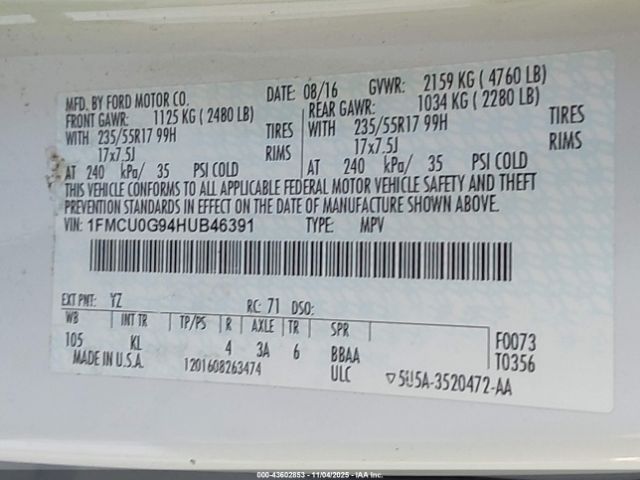 MFD. BY FORD MOTOR CO.
DATE: 08/16 GVWR: 2159 KG ( 4760 LB)
FRONT GAWR: 1125 KG ( 2480 LB)
REAR GAWR: 1034 KG ( 2280 LB)
WITH 235/55R17 99H TIRES
WITH 235/55R17 99H TIRES
17x7.5J RIMS
17x7.5J RIMS
AT 240 kPa/ 35 PSI COLD
AT 240 kPa/ 35 PSI COLD
THIS VEHICLE CONFORMS TO ALL APPLICABLE FEDERAL MOTOR VEHICLE SAFETY AND THEFT
PREVENTION STANDARDS IN EFFECT ON THE DATE OF MANUFACTURE SHOWN ABOVE.
VIN: 1FMCU0G94HUB46391 TYPE: MPV
EXT PNT: YZ RC: 71 DSO:
WB INT TR TP/PS R AXLE TR SPR
105 KL 4 3A 6 BBAA
F0073
T0356
MADE IN U.S.A. 1201608263474 ULC ▽5U5A-3520472-AA
000-43602853 - 11/04/2025 - IAA Inc.